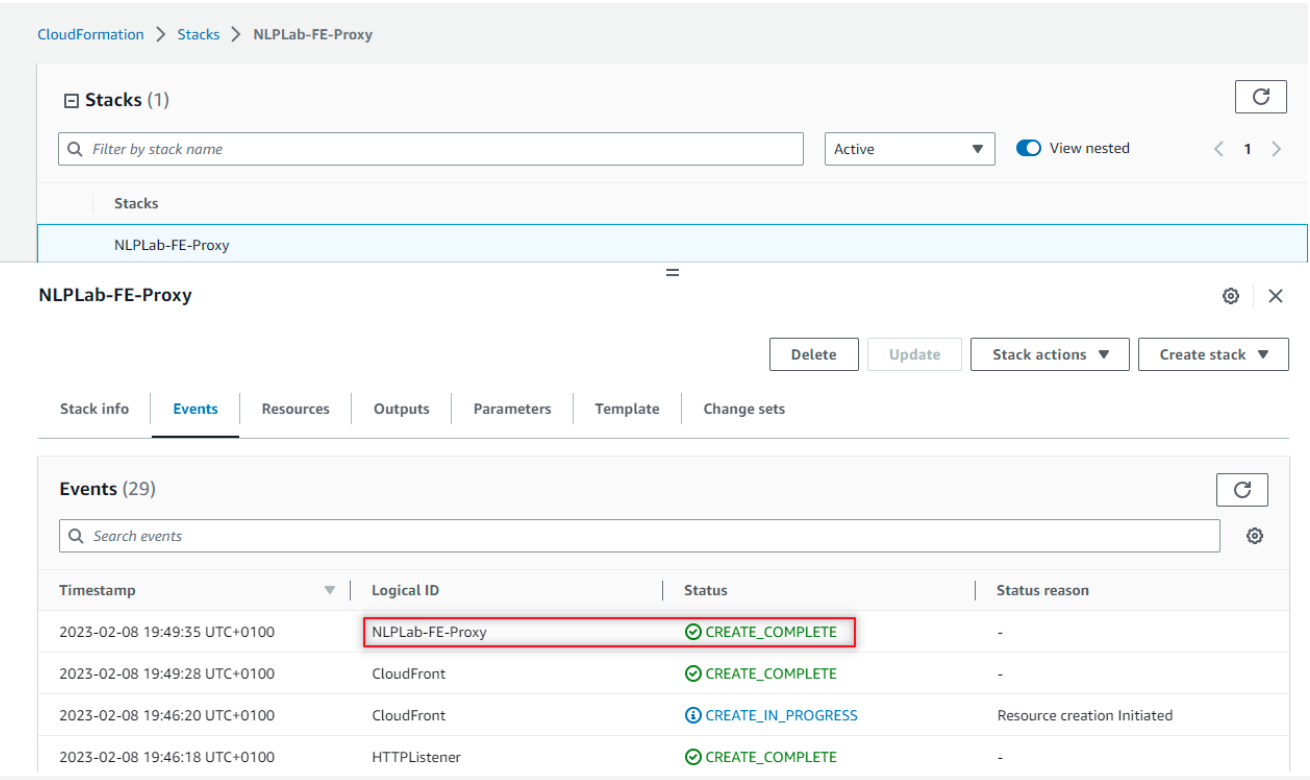 CloudFormation > Stacks > NLPLab-FE-Proxy
Stacks (1)
Filter by stack name Active View nested < 1 >
Stacks
NLPLab-FE-Proxy
NLPLab-FE-Proxy
Delete Update Stack actions Create stack
Stack info Events Resources Outputs Parameters Template Change sets
Events (29)
Search events
Timestamp Logical ID Status Status reason
2023-02-08 19:49:35 UTC+0100 NLPLab-FE-Proxy CREATE_COMPLETE -
2023-02-08 19:49:28 UTC+0100 CloudFront CREATE_COMPLETE -
2023-02-08 19:46:20 UTC+0100 CloudFront CREATE_IN_PROGRESS Resource creation Initiated
2023-02-08 19:46:18 UTC+0100 HTTPListener CREATE_COMPLETE -